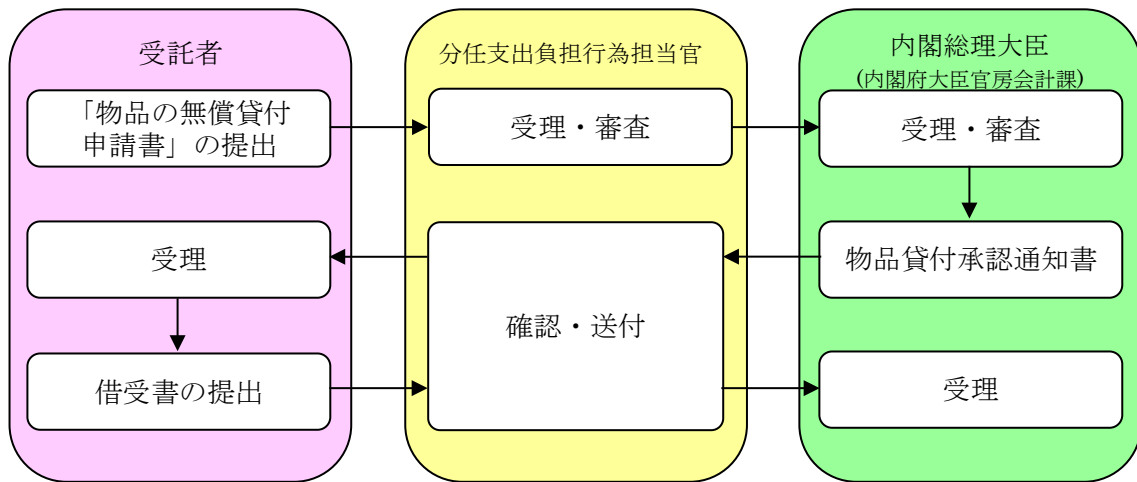 受託者
「物品の無償貸付
申請書」の提出
受理
借受書の提出
分任支出負担行為担当官
受理・審査
確認・送付
内閣総理大臣
(内閣府大臣官房会計課)
受理・審査
物品貸付承認通知書
受理